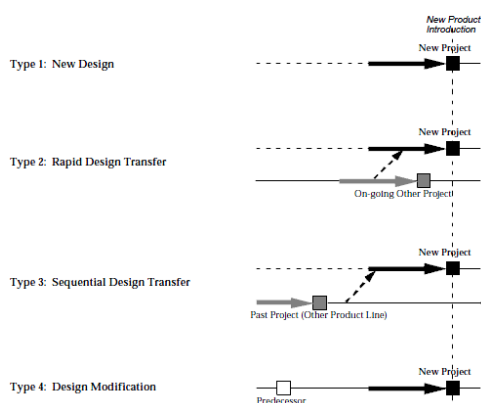 New Product
Introduction
New Project
Type 1: New Design
New Project
Type 2: Rapid Design Transfer
On-going Other Project
New Project
Type 3: Sequential Design Transfer
Past Project (Other Product Line)
New Project
Type 4: Design Modification
Predecessor